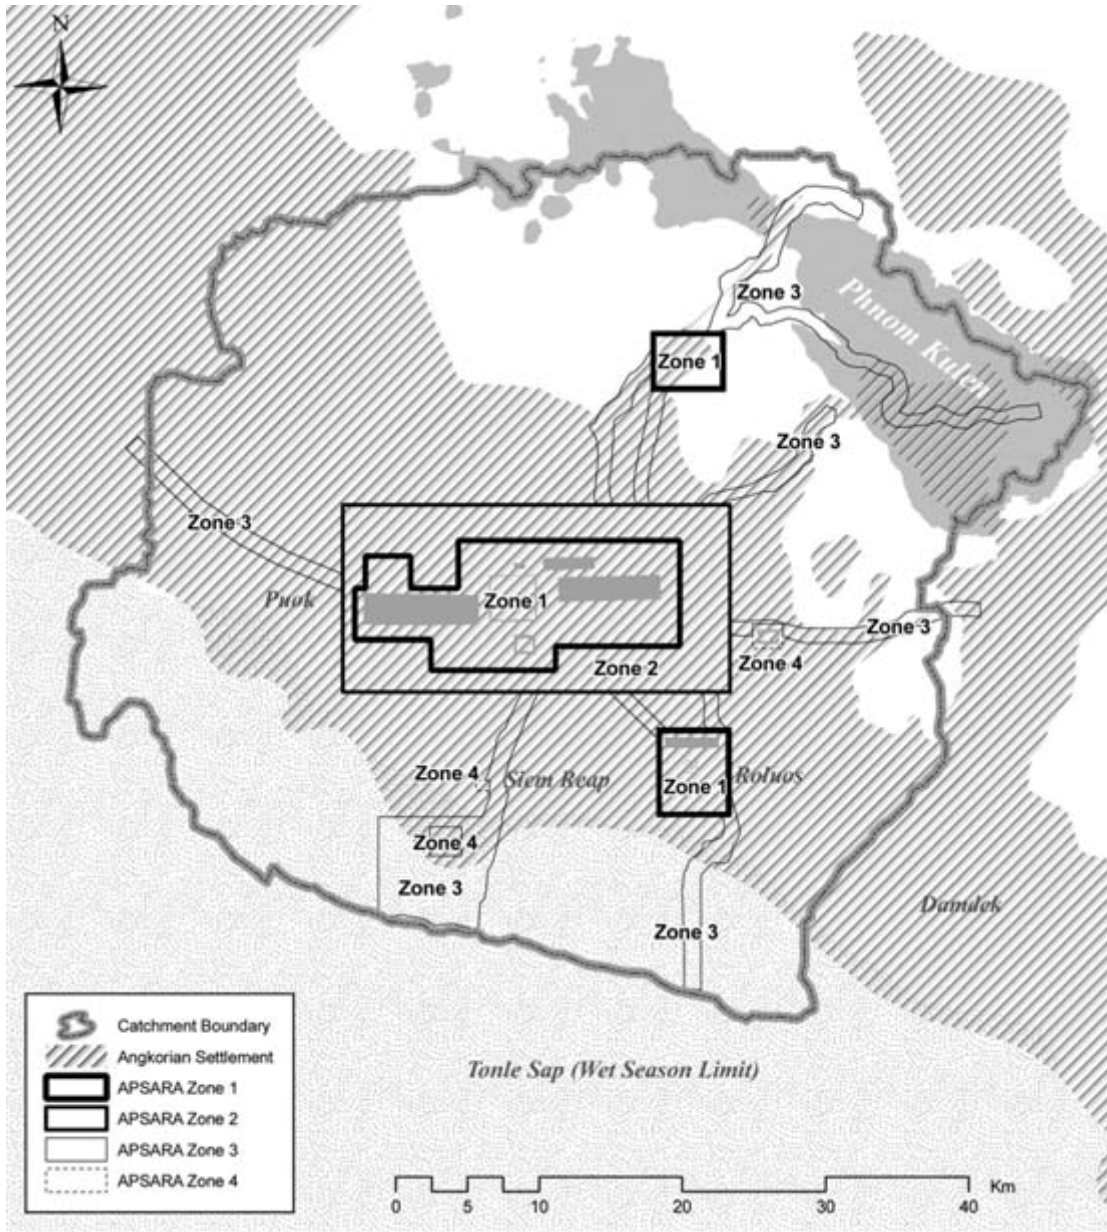 N
Zone 3
Phnom Kulen
Zone 1
Zone 3
Zone 3
Puok
Zone 1
Zone 3
Zone 2
Zone 4
Zone 4
Siem Reap
Zone 1
Roluos
Zone 4
Zone 3
Damdek
Zone 3
Catchment Boundary
Angkorian Settlement
APSARA Zone 1
APSARA Zone 2
APSARA Zone 3
APSARA Zone 4
Tonle Sap (Wet Season Limit)
Km
0 5 10 20 30 40